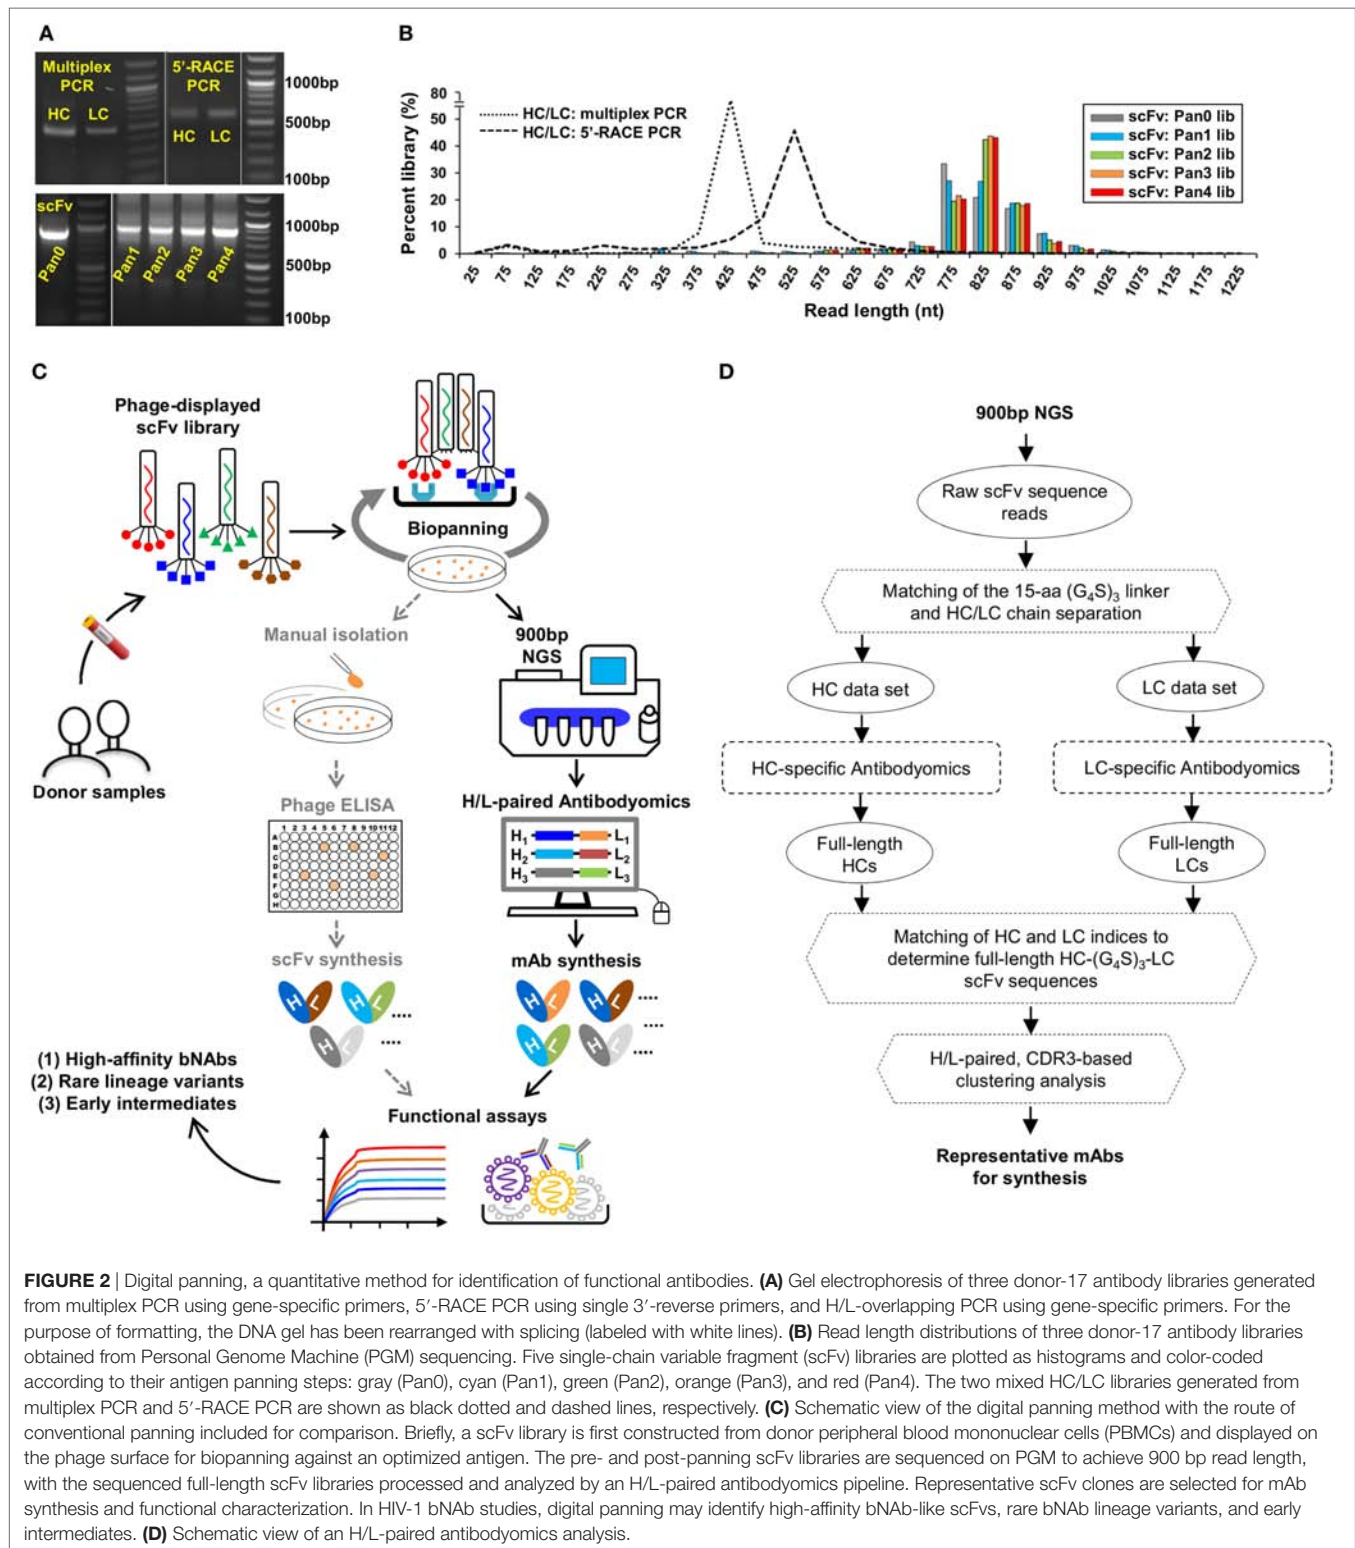 A
Multiplex
PCR
HC
LC
5'-RACE
PCR
HC
LC
1000bp
500bp
100bp
scFv
Pan0
Pan1
Pan2
Pan3
Pan4
1000bp
500bp
100bp
B
Percent library (%)
80
50
40
30
20
10
0
HC/LC: multiplex PCR
HC/LC: 5'-RACE PCR
scFv: Pan0 lib
scFv: Pan1 lib
scFv: Pan2 lib
scFv: Pan3 lib
scFv: Pan4 lib
25 75 125 175 225 275 325 375 425 475 525 575 625 675 725 775 825 875 925 975 1025 1075 1125 1175 1225
Read length (nt)
C
Phage-displayed
scFv library
Biopanning
Donor samples
Manual isolation
900bp
NGS
Phage ELISA
1 2 3 4 5 6 7 8 9 10 11 12
A
B
C
D
E
F
G
H
H/L-paired Antibodyomics
H1 L1
H2 L2
H3 L3
scFv synthesis
H L H L ....
H L ....
mAb synthesis
H L H L ....
....
H L H L ....
(1) High-affinity bNAbs
(2) Rare lineage variants
(3) Early intermediates
Functional assays
D
900bp NGS
Raw scFv sequence
reads
Matching of the 15-aa (G4S)3 linker
and HC/LC chain separation
HC data set
LC data set
HC-specific Antibodyomics
LC-specific Antibodyomics
Full-length
HCs
Full-length
LCs
Matching of HC and LC indices to
determine full-length HC-(G4S)3-LC
scFv sequences
H/L-paired, CDR3-based
clustering analysis
Representative mAbs
for synthesis
FIGURE 2 | Digital panning, a quantitative method for identification of functional antibodies. (A) Gel electrophoresis of three donor-17 antibody libraries generated
from multiplex PCR using gene-specific primers, 5′-RACE PCR using single 3′-reverse primers, and H/L-overlapping PCR using gene-specific primers. For the
purpose of formatting, the DNA gel has been rearranged with splicing (labeled with white lines). (B) Read length distributions of three donor-17 antibody libraries
obtained from Personal Genome Machine (PGM) sequencing. Five single-chain variable fragment (scFv) libraries are plotted as histograms and color-coded
according to their antigen panning steps: gray (Pan0), cyan (Pan1), green (Pan2), orange (Pan3), and red (Pan4). The two mixed HC/LC libraries generated from
multiplex PCR and 5′-RACE PCR are shown as black dotted and dashed lines, respectively. (C) Schematic view of the digital panning method with the route of
conventional panning included for comparison. Briefly, a scFv library is first constructed from donor peripheral blood mononuclear cells (PBMCs) and displayed on
the phage surface for biopanning against an optimized antigen. The pre- and post-panning scFv libraries are sequenced on PGM to achieve 900 bp read length,
with the sequenced full-length scFv libraries processed and analyzed by an H/L-paired antibodyomics pipeline. Representative scFv clones are selected for mAb
synthesis and functional characterization. In HIV-1 bNAb studies, digital panning may identify high-affinity bNAb-like scFvs, rare bNAb lineage variants, and early
intermediates. (D) Schematic view of an H/L-paired antibodyomics analysis.